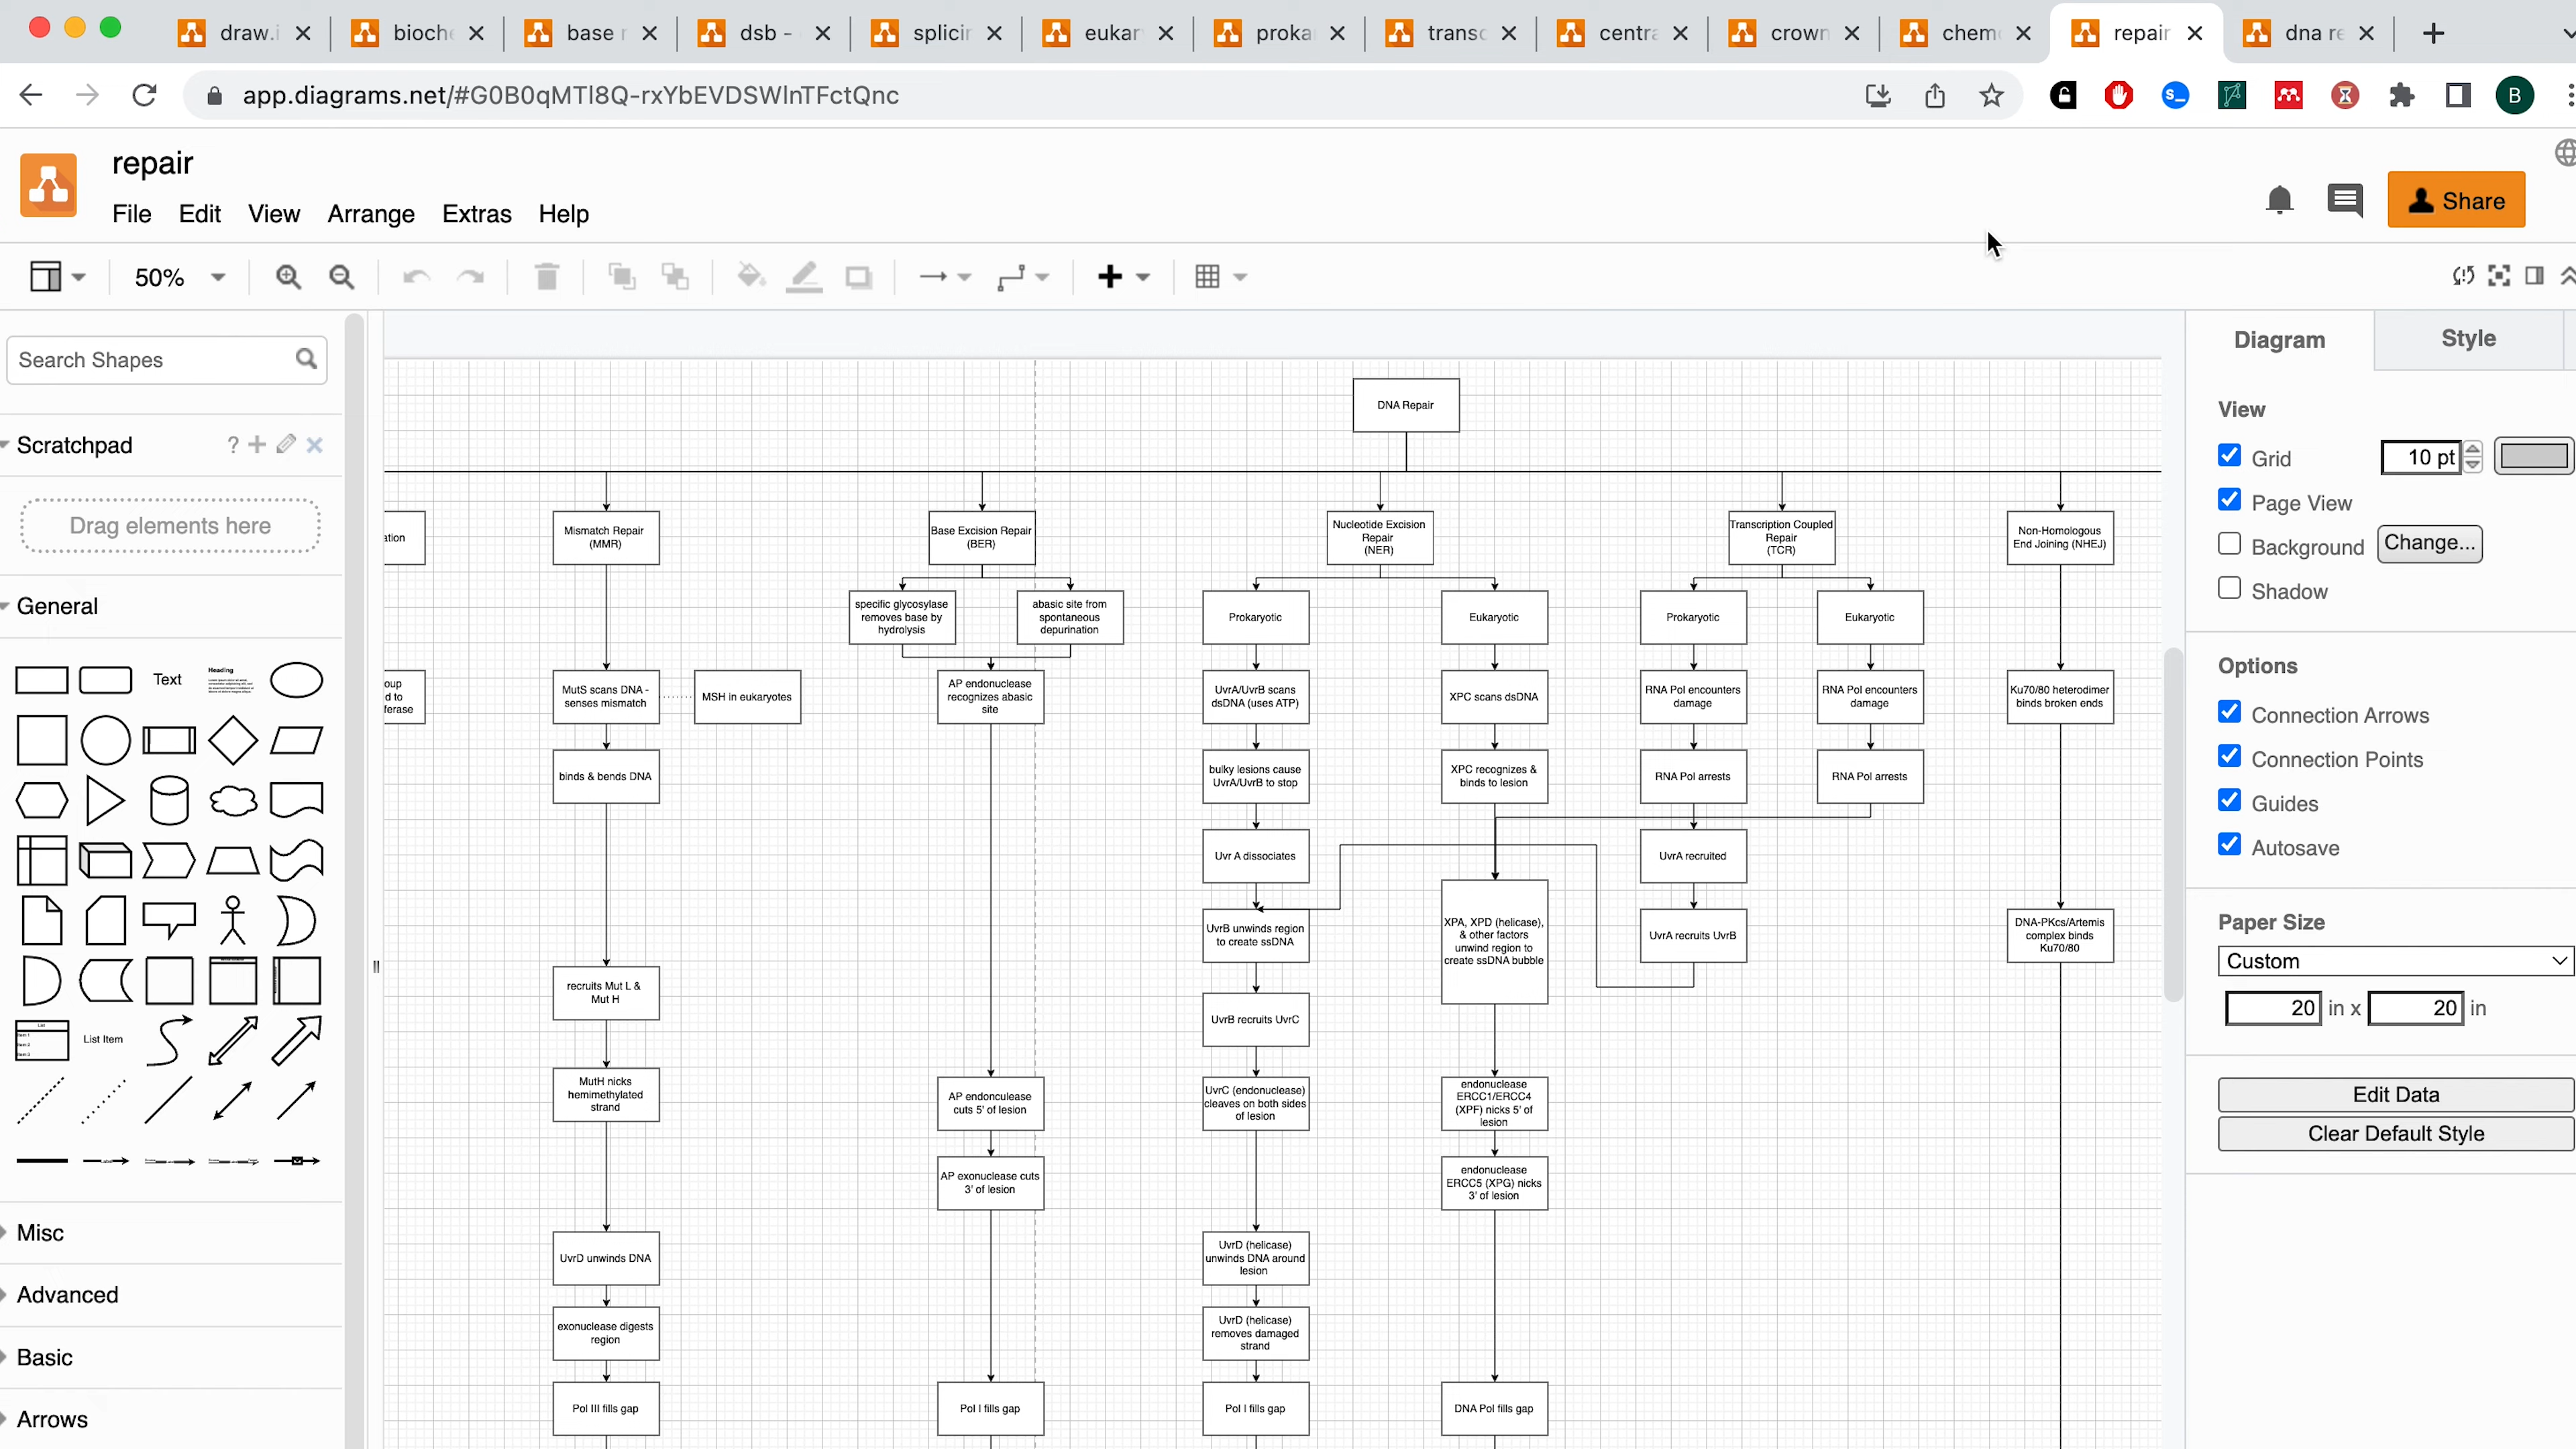 draw.i
bioche
base r
dsb -
splicin
eukar
proka
transc
centra
crown
chem
repair
dna re
app.diagrams.net/#G0B0qMTl8Q-rxYbEVDSWlnTFctQnc
B
repair
File Edit View Arrange Extras Help
Share
50%
Search Shapes
Scratchpad
?
Drag elements here
General
Text
Heading
List Item
Misc
Advanced
Basic
Arrows
DNA Repair
ation
Mismatch Repair
(MMR)
Base Excision Repair
(BER)
Nucleotide Excision
Repair
(NER)
Transcription Coupled
Repair
(TCR)
Non-Homologous
End Joining (NHEJ)
specific glycosylase
removes base by
hydrolysis
abasic site from
spontaneous
depurination
Prokaryotic
Eukaryotic
Prokaryotic
Eukaryotic
oup
d to
ferase
MutS scans DNA -
senses mismatch
MSH in eukaryotes
AP endonuclease
recognizes abasic
site
UvrA/UvrB scans
dsDNA (uses ATP)
XPC scans dsDNA
RNA Pol encounters
damage
RNA Pol encounters
damage
Ku70/80 heterodimer
binds broken ends
binds & bends DNA
bulky lesions cause
UvrA/UvrB to stop
XPC recognizes &
binds to lesion
RNA Pol arrests
RNA Pol arrests
Uvr A dissociates
UvrA recruited
UvrB unwinds region
to create ssDNA
XPA, XPD (helicase),
& other factors
unwind region to
create ssDNA bubble
UvrA recruits UvrB
DNA-PKcs/Artemis
complex binds
Ku70/80
recruits Mut L &
Mut H
UvrB recruits UvrC
MutH nicks
hemimethylated
strand
AP endonculease
cuts 5' of lesion
UvrC (endonuclease)
cleaves on both sides
of lesion
endonuclease
ERCC1/ERCC4
(XPF) nicks 5' of
lesion
AP exonuclease cuts
3' of lesion
endonuclease
ERCC5 (XPG) nicks
3' of lesion
UvrD unwinds DNA
UvrD (helicase)
unwinds DNA around
lesion
exonuclease digests
region
UvrD (helicase)
removes damaged
strand
Pol III fills gap
Pol I fills gap
Pol I fills gap
DNA Pol fills gap
Diagram
Style
View
Grid
10 pt
Page View
Background
Change...
Shadow
Options
Connection Arrows
Connection Points
Guides
Autosave
Paper Size
Custom
20 in x 20 in
Edit Data
Clear Default Style